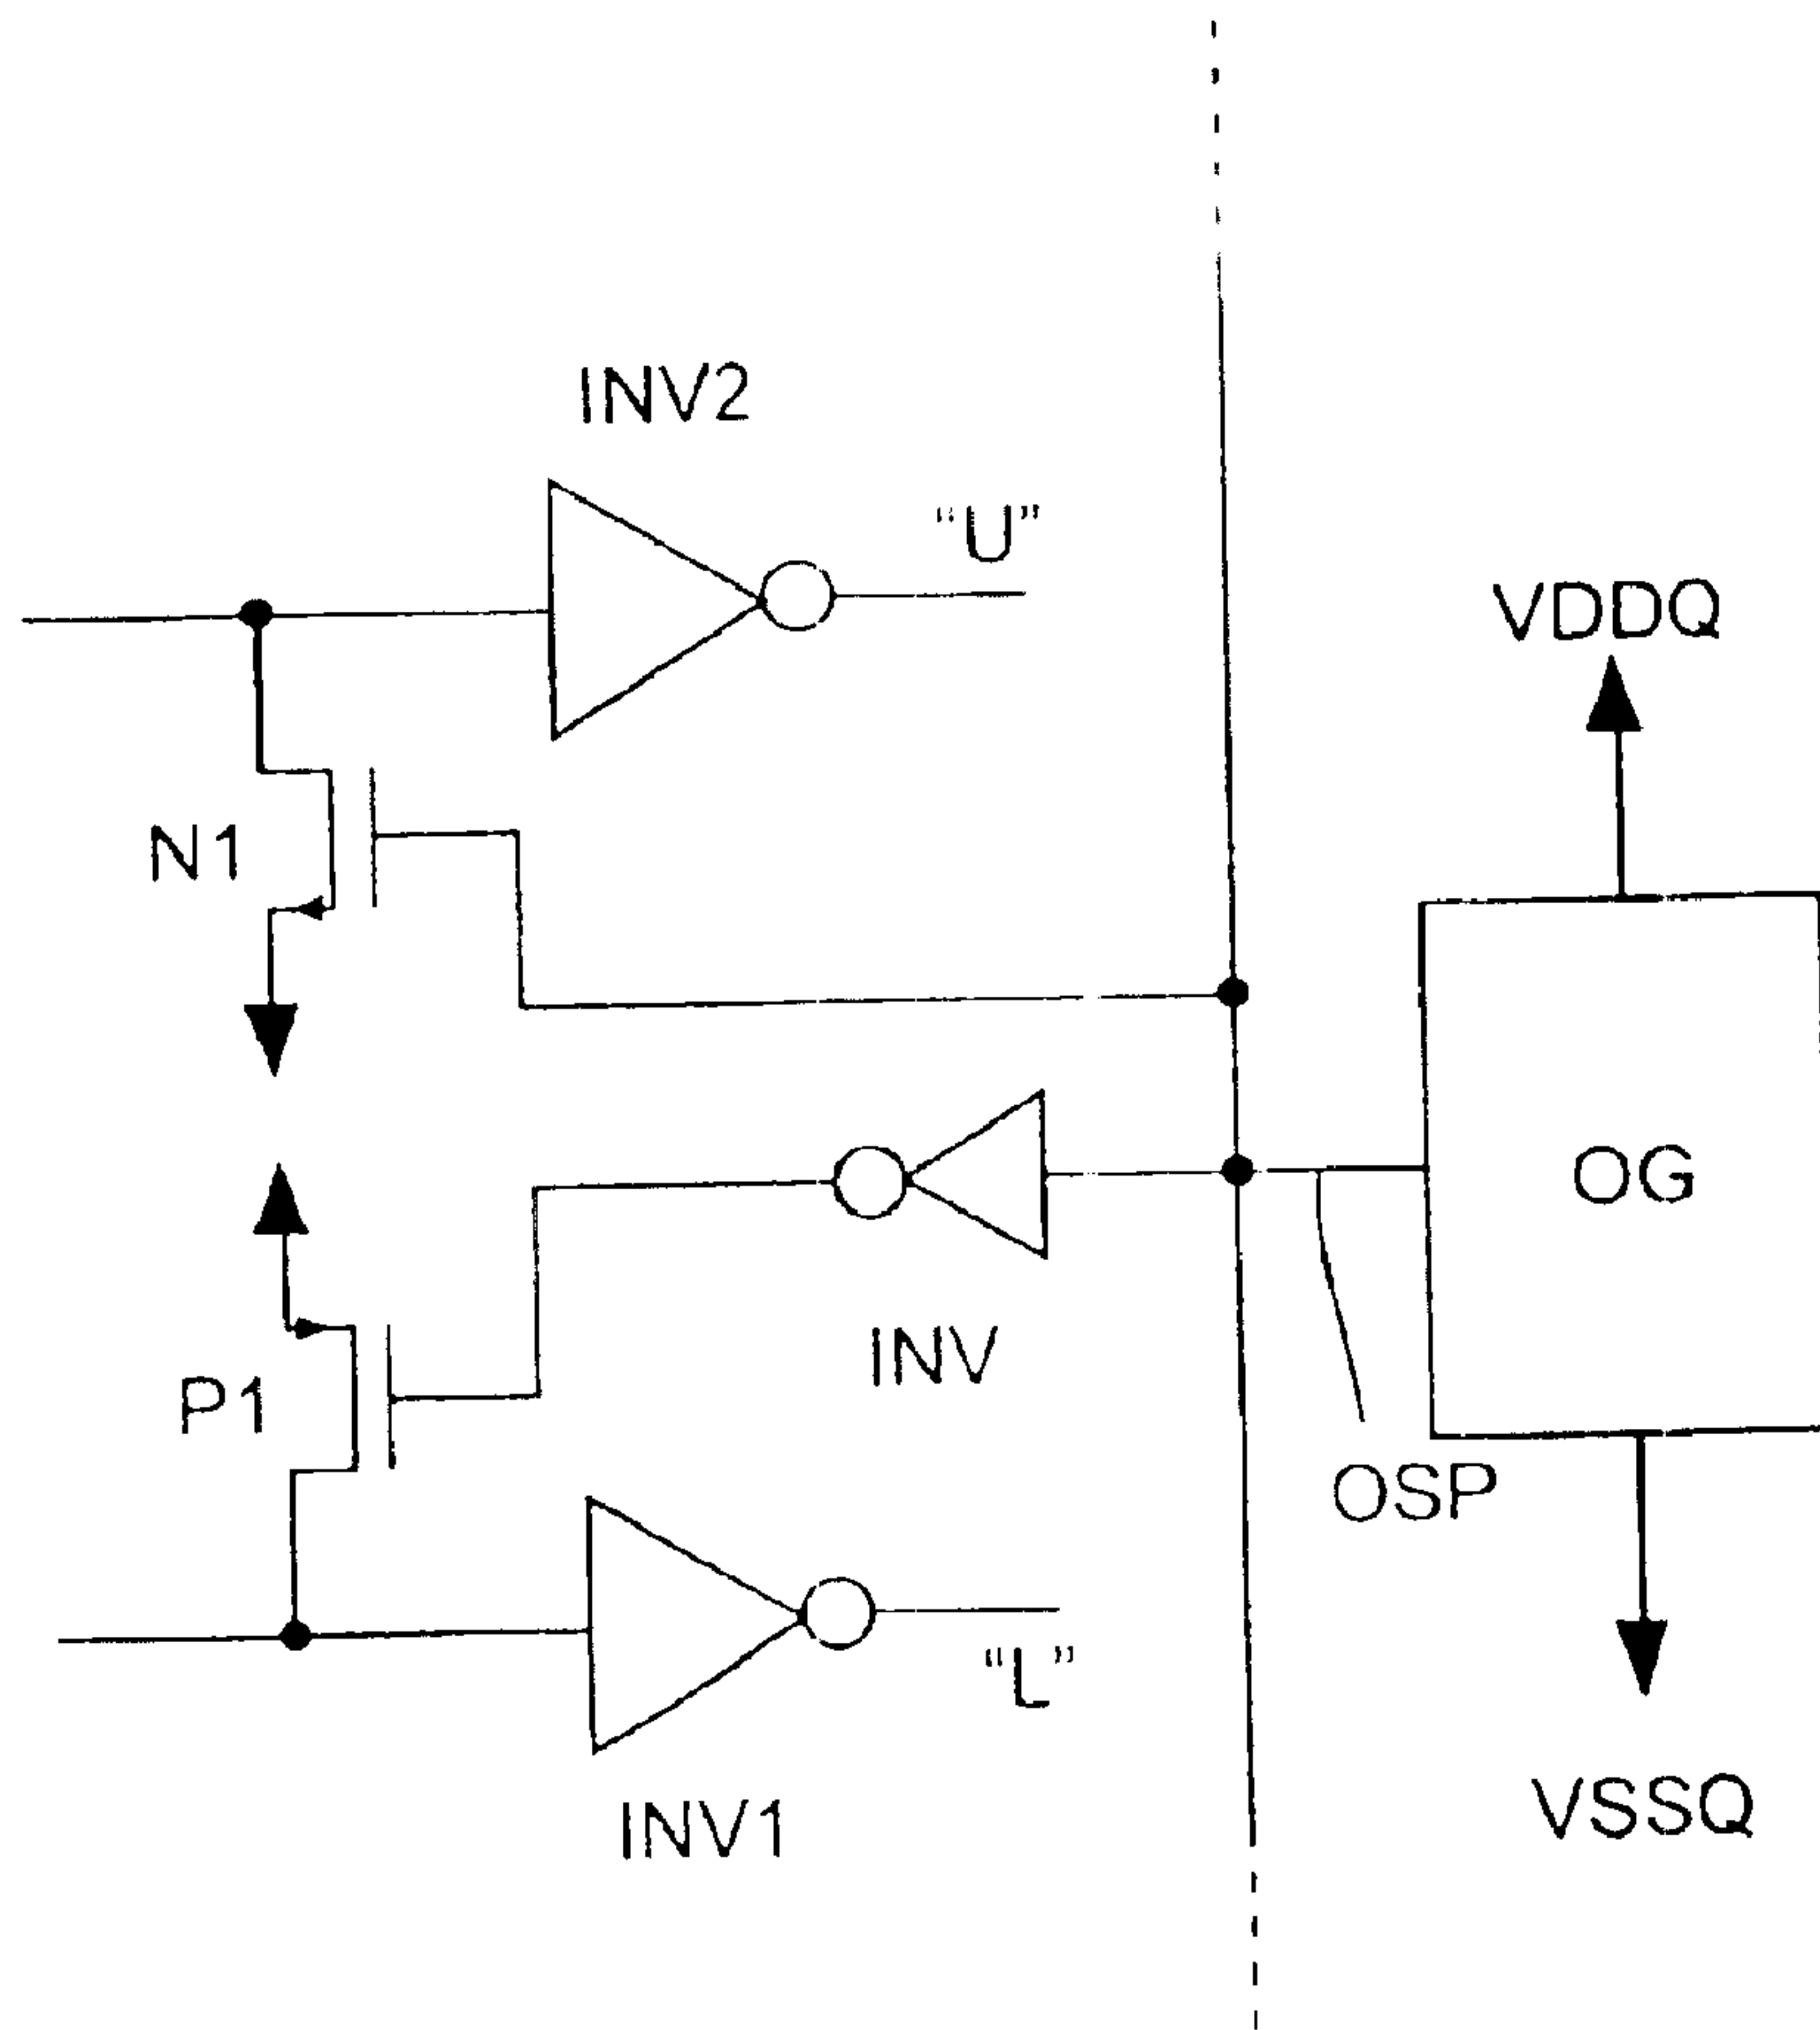 INV2
“U”
VDDQ
N1
OG
INV
P1
OSP
“L”
VSSQ
INV1